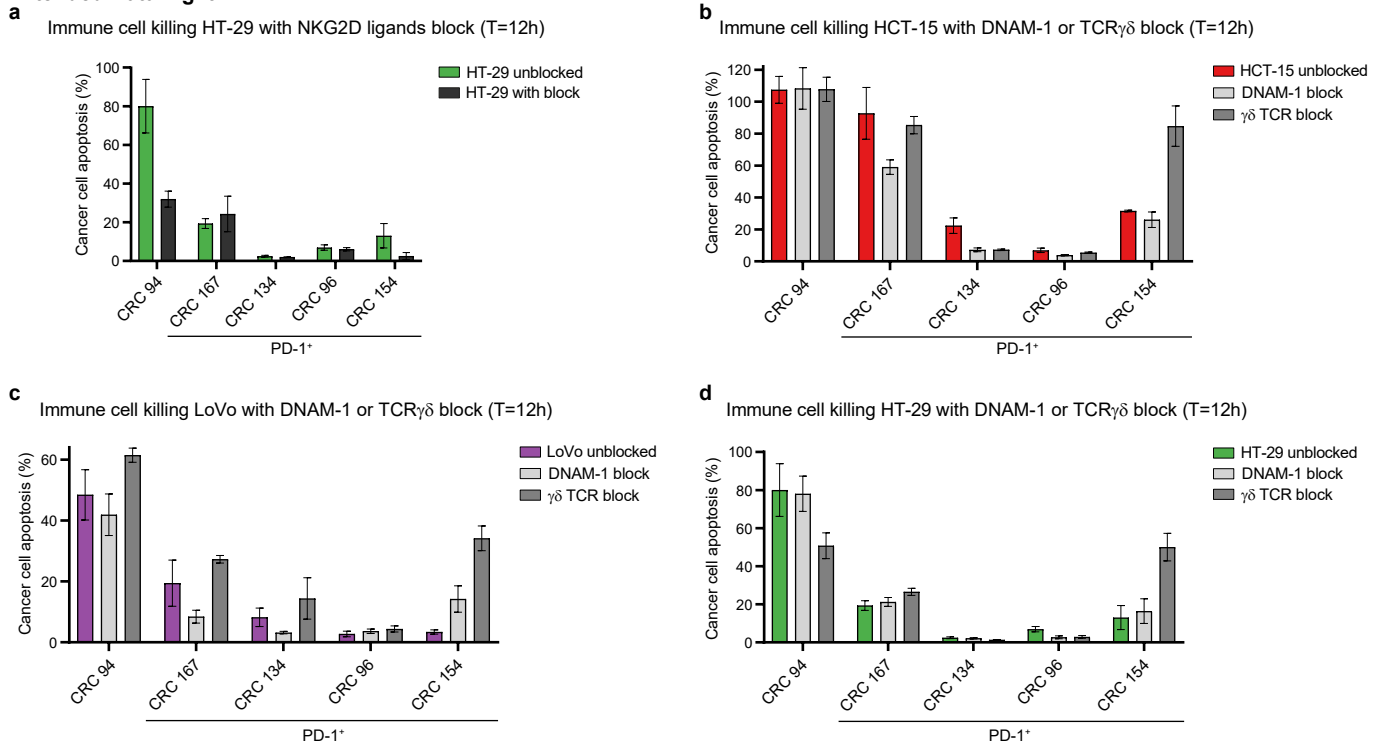 a
Immune cell killing HT-29 with NKG2D ligands block (T=12h)
Cancer cell apoptosis (%)
100
80
60
40
20
0
HT-29 unblocked
HT-29 with block
CRC 94
CRC 167
CRC 134
CRC 96
CRC 154
PD-1⁺
b
Immune cell killing HCT-15 with DNAM-1 or TCRγδ block (T=12h)
Cancer cell apoptosis (%)
120
100
80
60
40
20
0
HCT-15 unblocked
DNAM-1 block
γδ TCR block
CRC 94
CRC 167
CRC 134
CRC 96
CRC 154
PD-1⁺
c
Immune cell killing LoVo with DNAM-1 or TCRγδ block (T=12h)
Cancer cell apoptosis (%)
60
40
20
0
LoVo unblocked
DNAM-1 block
γδ TCR block
CRC 94
CRC 167
CRC 134
CRC 96
CRC 154
PD-1⁺
d
Immune cell killing HT-29 with DNAM-1 or TCRγδ block (T=12h)
Cancer cell apoptosis (%)
100
80
60
40
20
0
HT-29 unblocked
DNAM-1 block
γδ TCR block
CRC 94
CRC 167
CRC 134
CRC 96
CRC 154
PD-1⁺